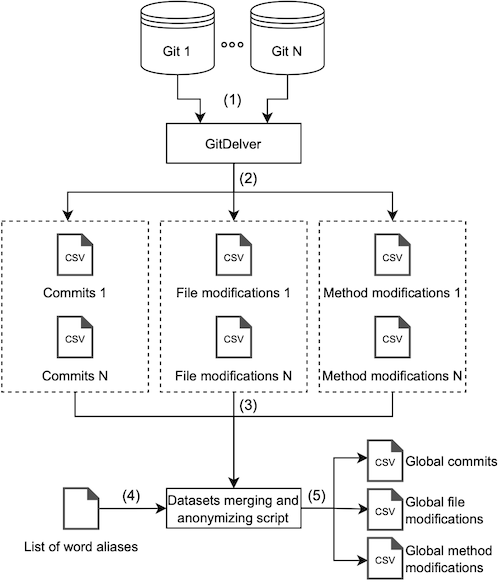 Git 1
Git N
(1)
GitDelver
(2)
CSV
CSV
CSV
Commits 1
File modifications 1
Method modifications 1
CSV
CSV
CSV
Commits N
File modifications N
Method modifications N
(3)
CSV
Global commits
(4)
Datasets merging and
anonymizing script
(5)
CSV
Global file
modifications
List of word aliases
CSV
Global method
modifications